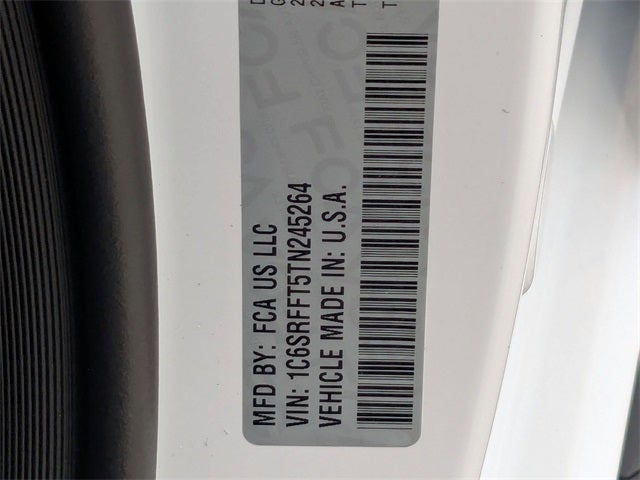 MFD BY: FCA US LLC
VIN: 1C6SRFFT5TN245264
VEHICLE MADE IN: U.S.A.